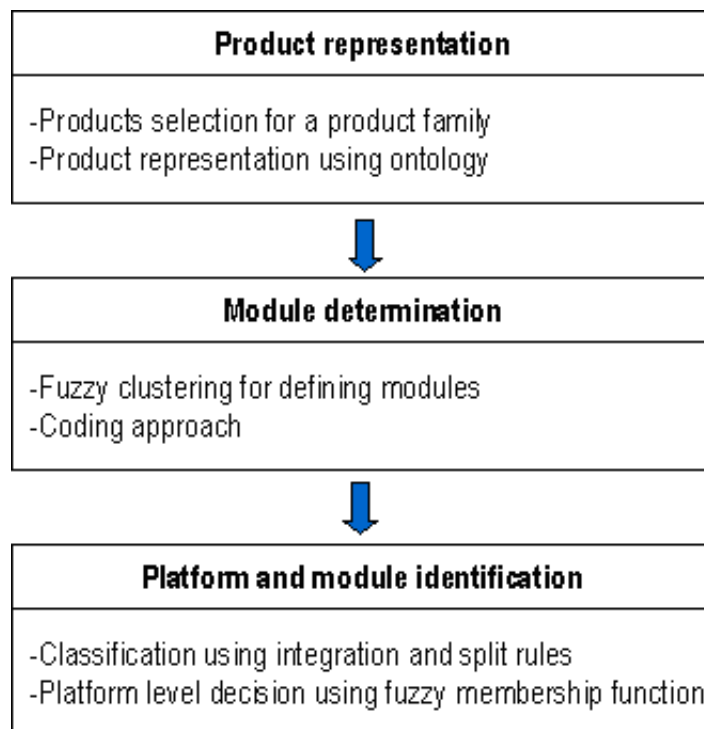 Product representation
-Products selection for a product family
-Product representation using ontology
Module determination
-Fuzzy clustering for defining modules
-Coding approach
Platform and module identification
-Classification using integration and split rules
-Platform level decision using fuzzy membership function